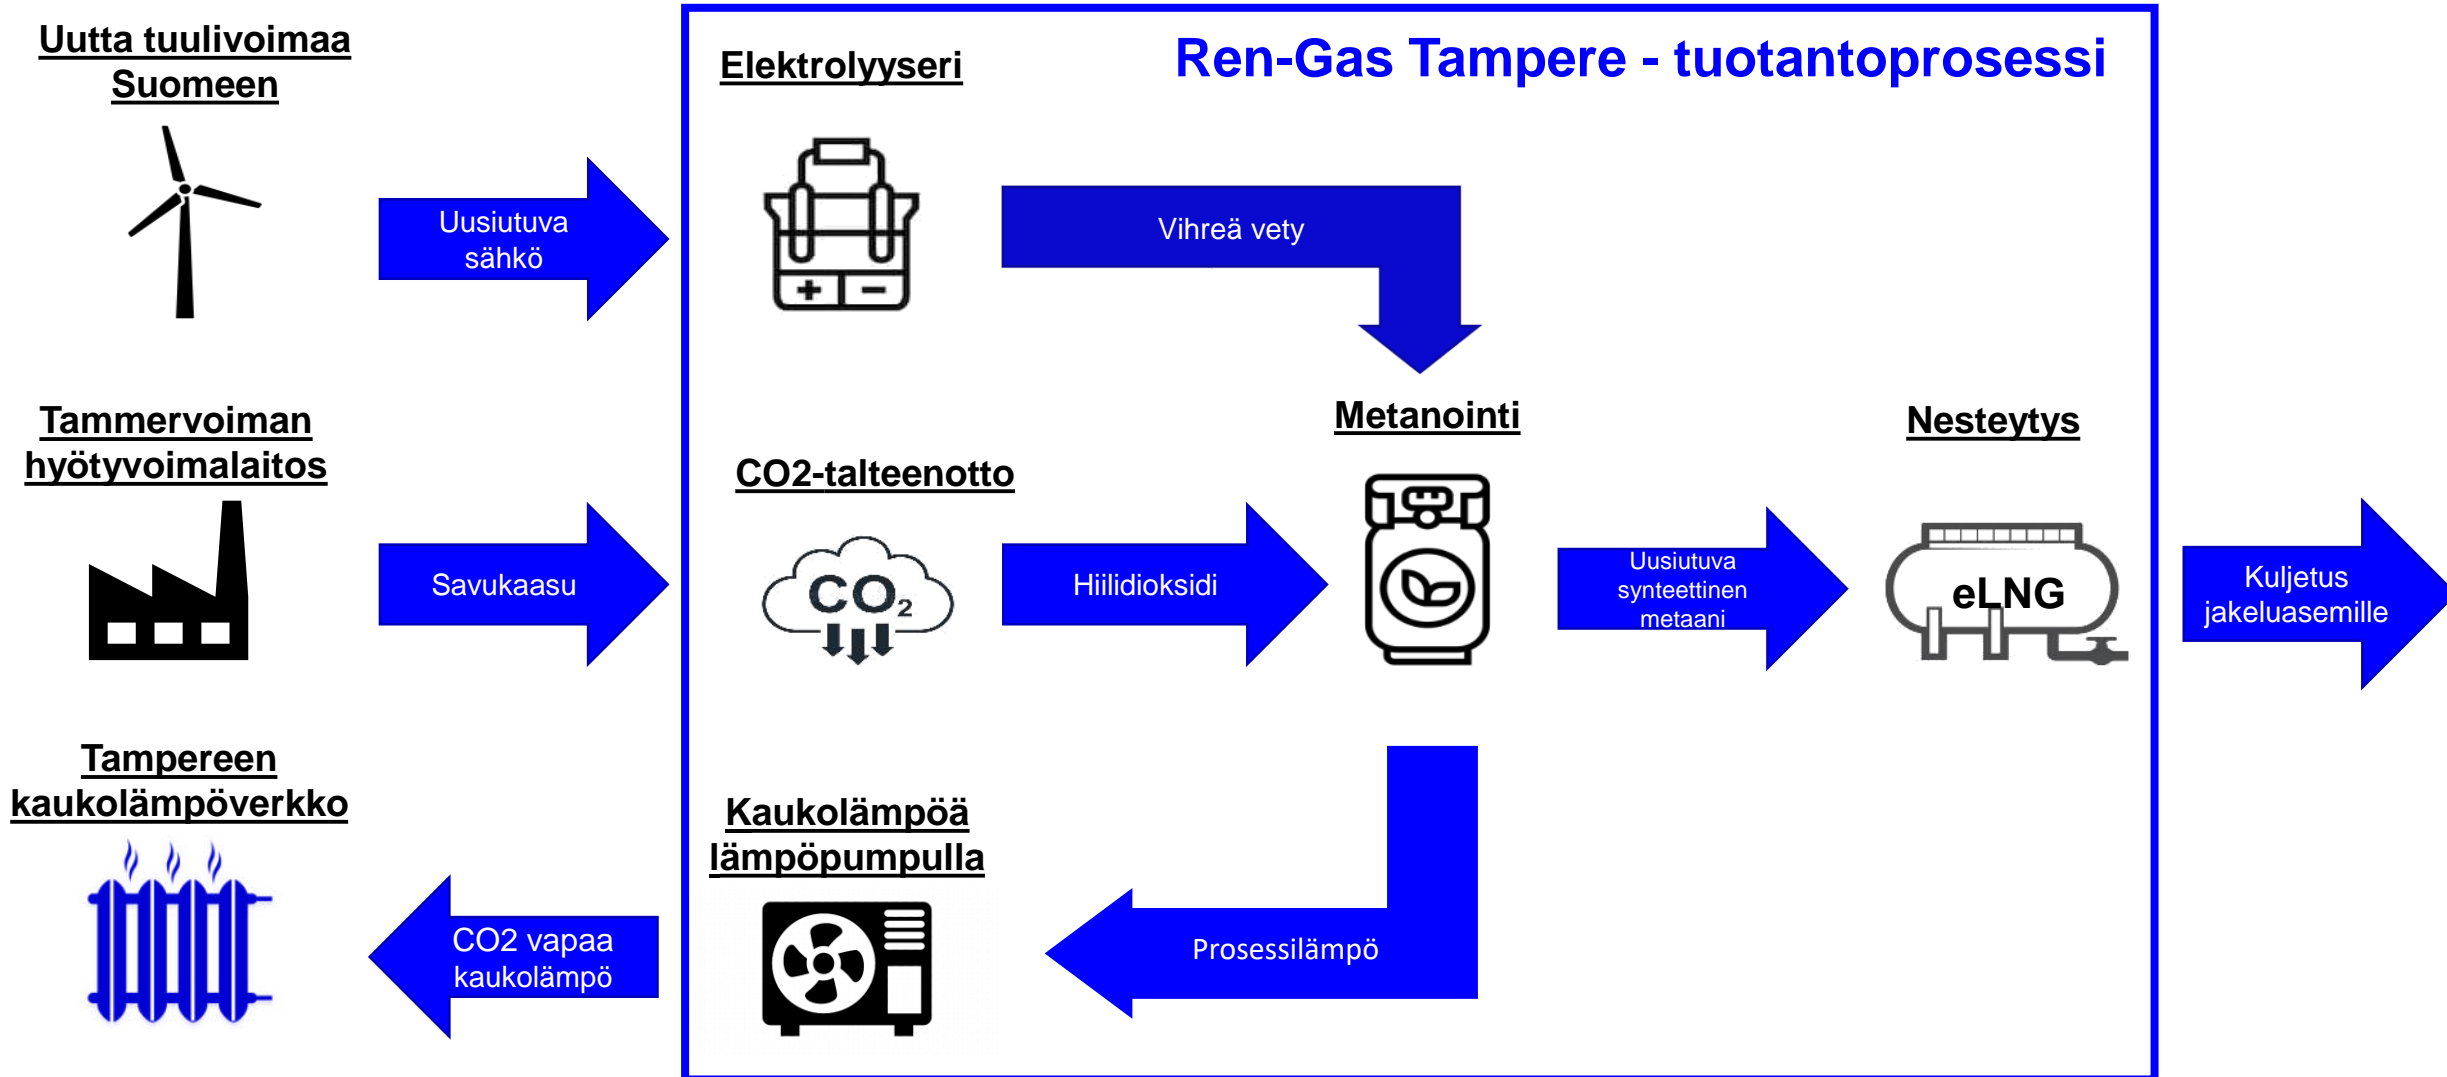 Uutta tuulivoimaa
Suomeen
Elektrolyyseri
Ren-Gas Tampere - tuotantoprosessi
Uusiutuva
sähkö
+ −
Vihreä vety
Tammervoiman
hyötyvoimalaitos
Savukaasu
CO2-talteenotto
CO2
Hiilidioksidi
Metanointi
Uusiutuva
synteettinen
metaani
Nesteytys
eLNG
Kuljetus
jakeluasemille
Tampereen
kaukolämpöverkko
CO2 vapaa
kaukolämpö
Kaukolämpöä
lämpöpumpulla
Prosessilämpö